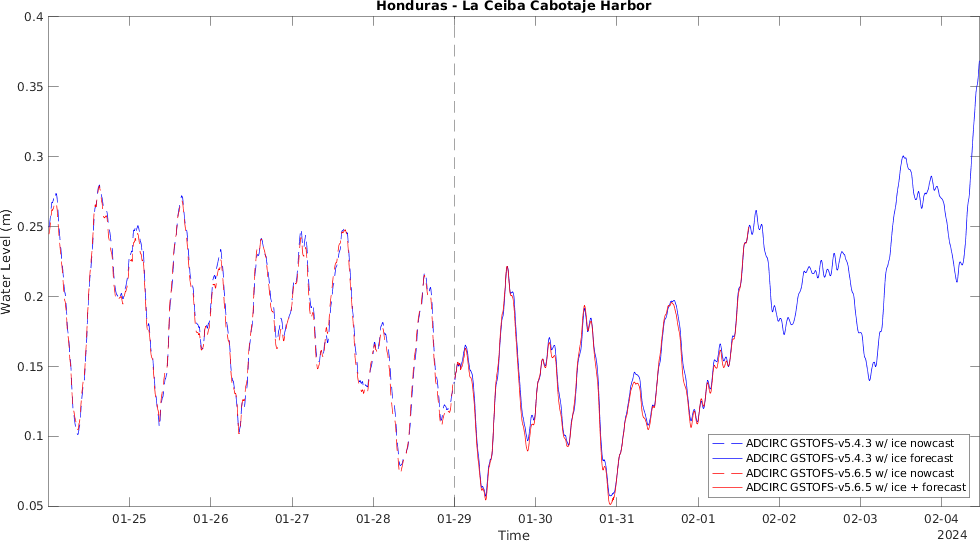 Honduras - La Ceiba Cabotaje Harbor
0.4
0.35
0.3
0.25
0.2
0.15
0.1
0.05
Water Level (m)
01-25 01-26 01-27 01-28 01-29 01-30 01-31 02-01 02-02 02-03 02-04
Time
2024
ADCIRC GSTOFS-v5.4.3 w/ ice nowcast
ADCIRC GSTOFS-v5.4.3 w/ ice forecast
ADCIRC GSTOFS-v5.6.5 w/ ice nowcast
ADCIRC GSTOFS-v5.6.5 w/ ice + forecast